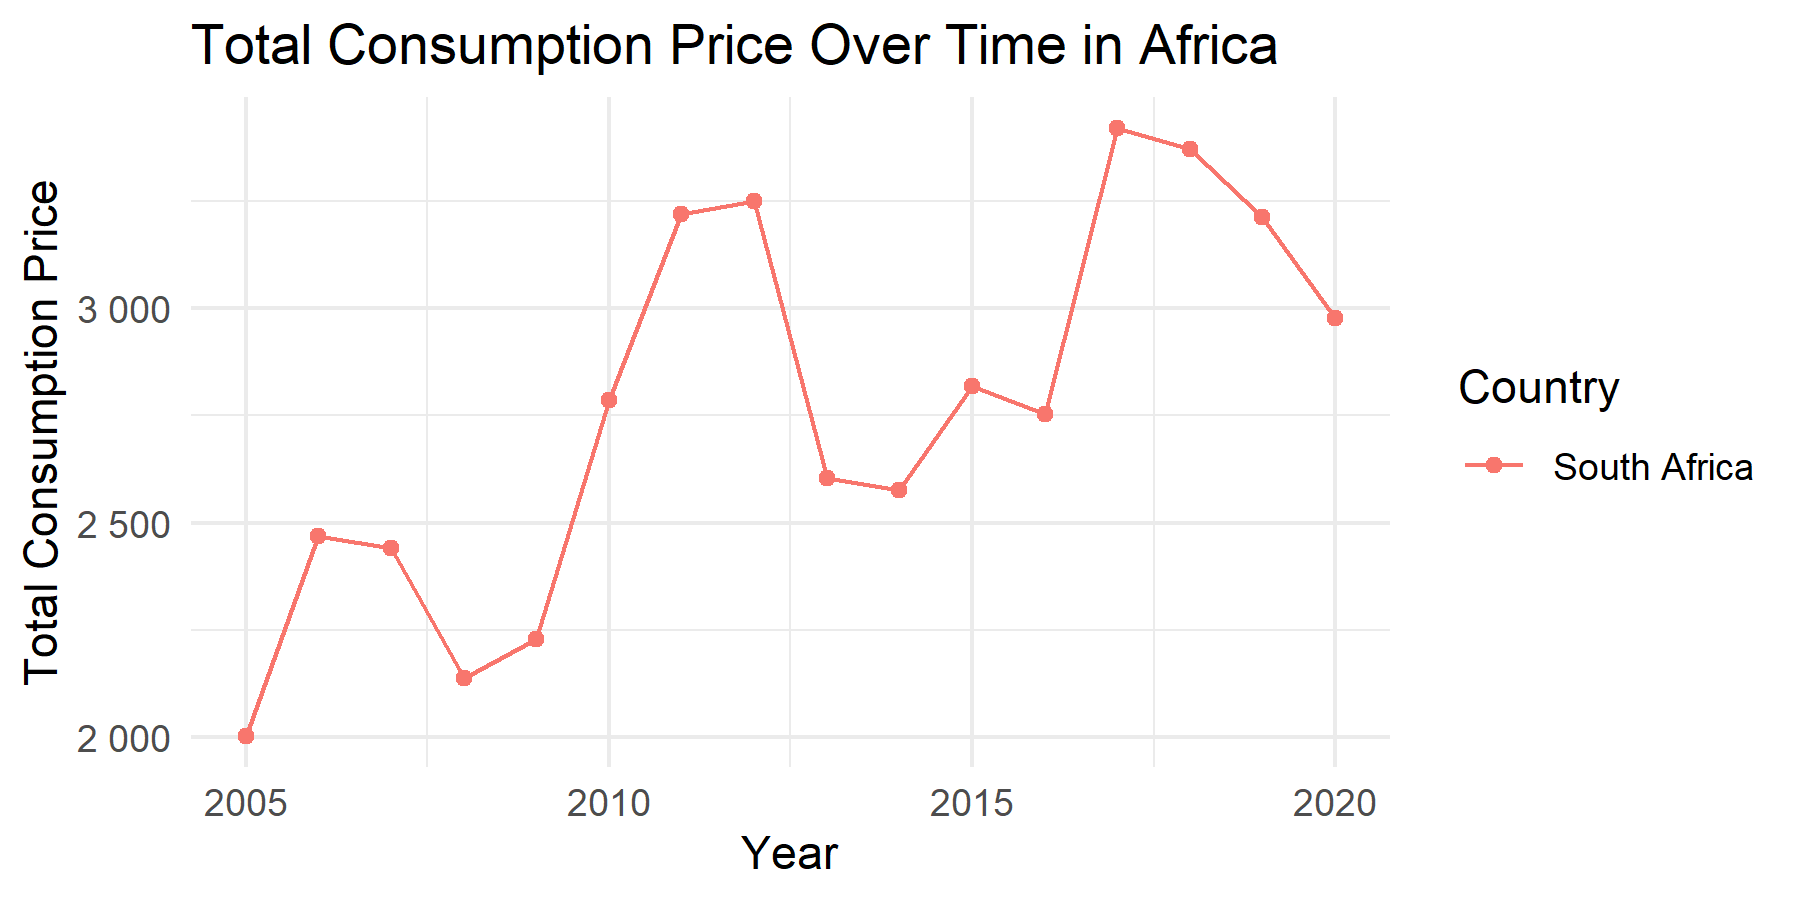 Total Consumption Price Over Time in Africa
Total Consumption Price
3 000
2 500
2 000
2005 2010 2015 2020
Year
Country
South Africa